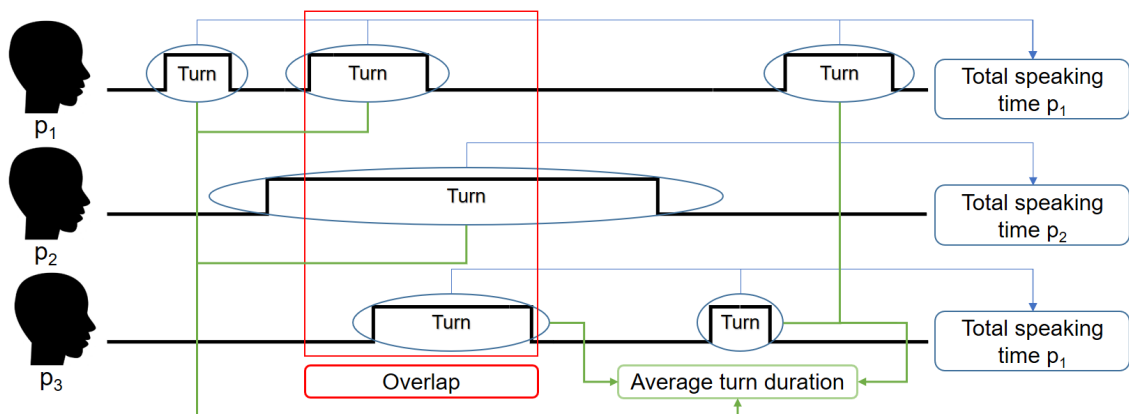 Turn
Turn
Turn
Total speaking
time p₁
p₁
Turn
Total speaking
time p₂
p₂
Turn
Turn
Total speaking
time p₁
p₃
Overlap
Average turn duration